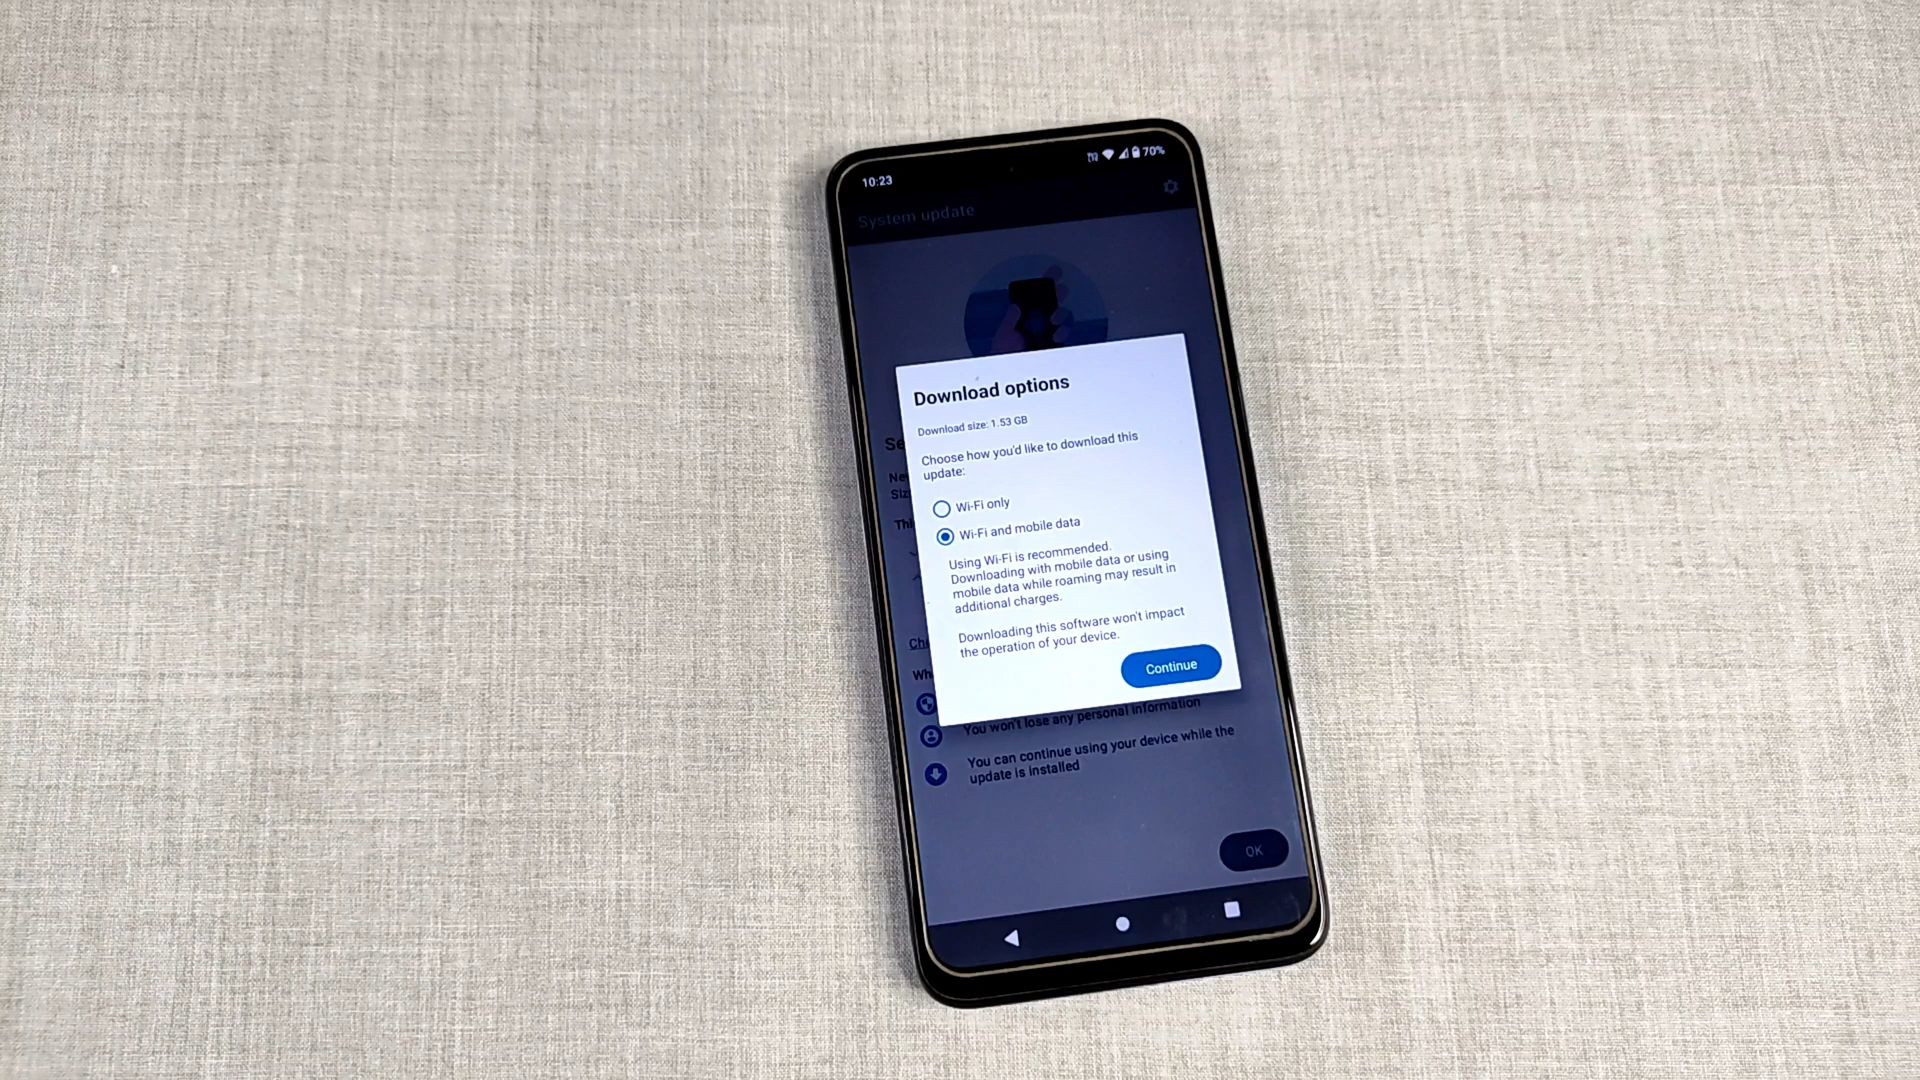 10:23
70%
System update
Download options
Download size: 1.53 GB
Choose how you'd like to download this
update:
Wi-Fi only
Wi-Fi and mobile data
Using Wi-Fi is recommended.
Downloading with mobile data or using
mobile data while roaming may result in
additional charges.
Downloading this software won't impact
the operation of your device.
Continue
You won't lose any personal information
You can continue using your device while the
update is installed
OK